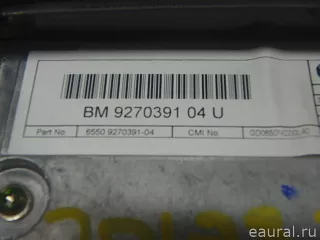 BM 9270391 04 U
Part No 6550 9270391-04 CMI No.
eaural.ru